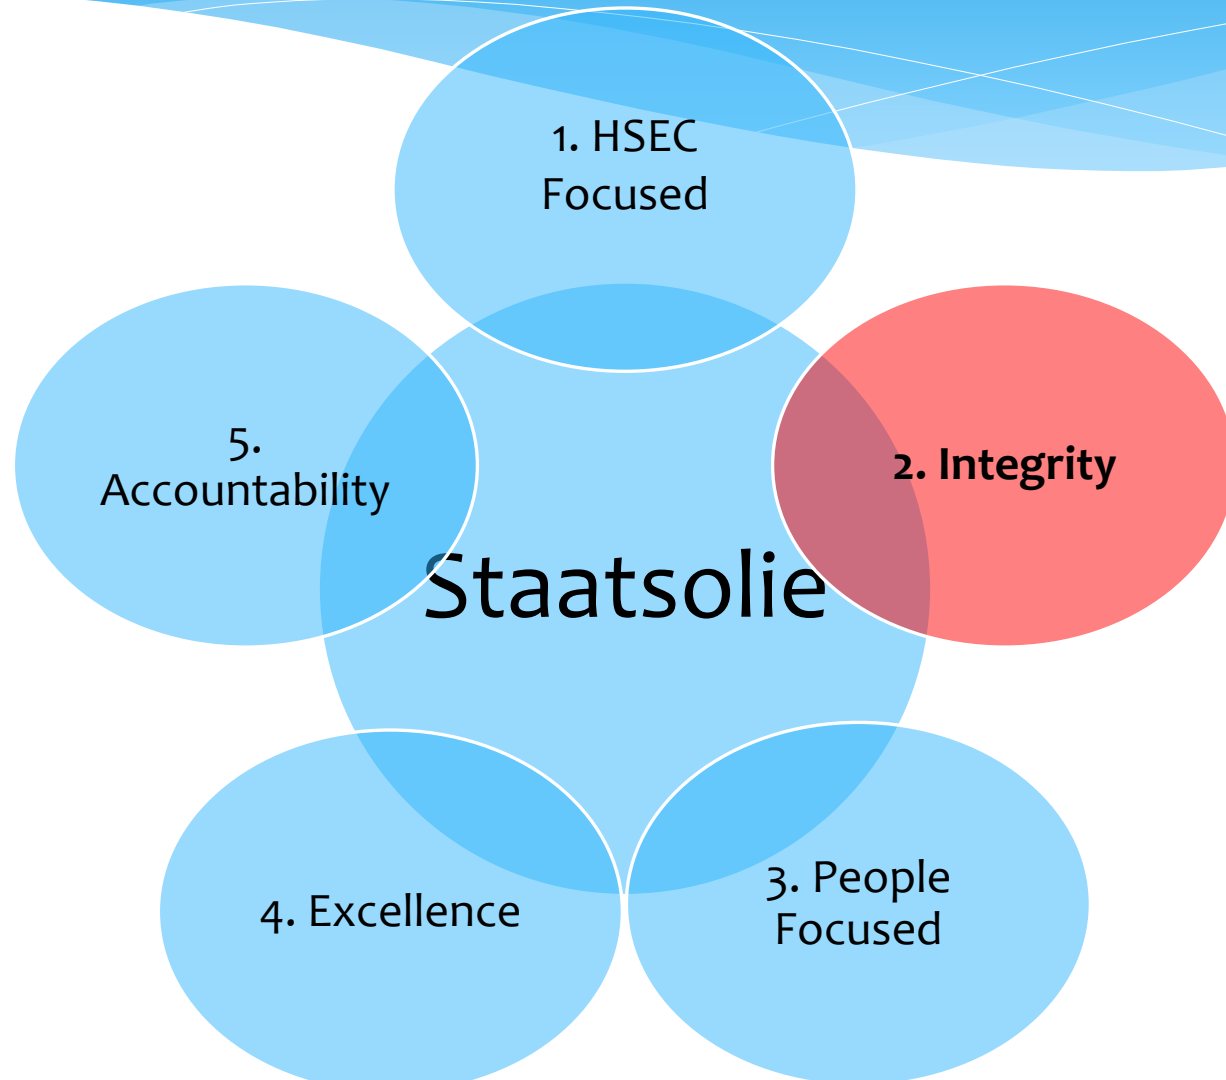 1. HSEC
Focused
2. Integrity
3. People
Focused
4. Excellence
5.
Accountability
Staatsolie